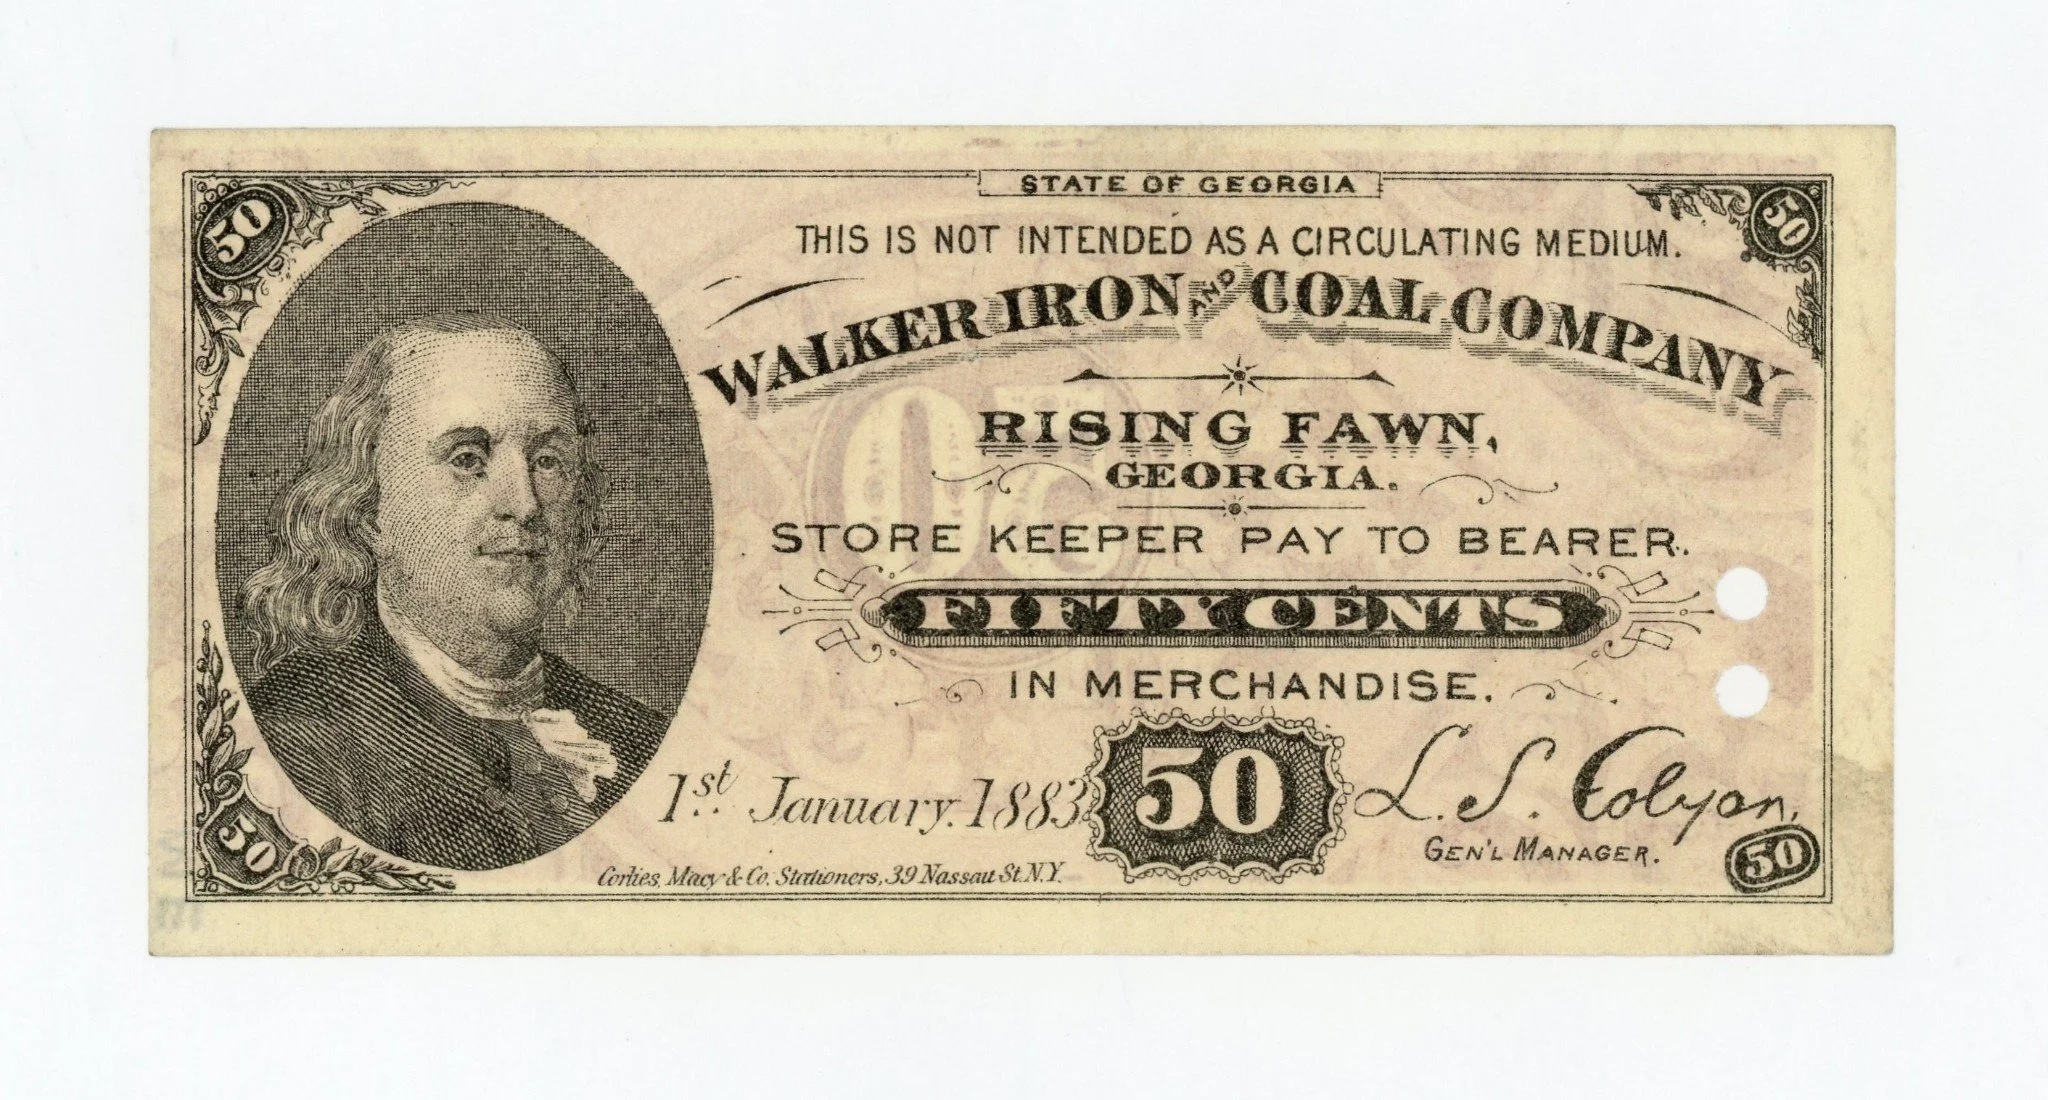 STATE OF GEORGIA
50
50
THIS IS NOT INTENDED AS A CIRCULATING MEDIUM.
WALKER IRON AND COAL COMPANY
RISING FAWN,
GEORGIA.
STORE KEEPER PAY TO BEARER.
FIFTY CENTS
IN MERCHANDISE.
1st. January. 1883
50
L. S. Colyar,
GEN'L MANAGER.
50
Corlies, Macy & Co. Stationers, 39 Nassau St. N.Y.
50